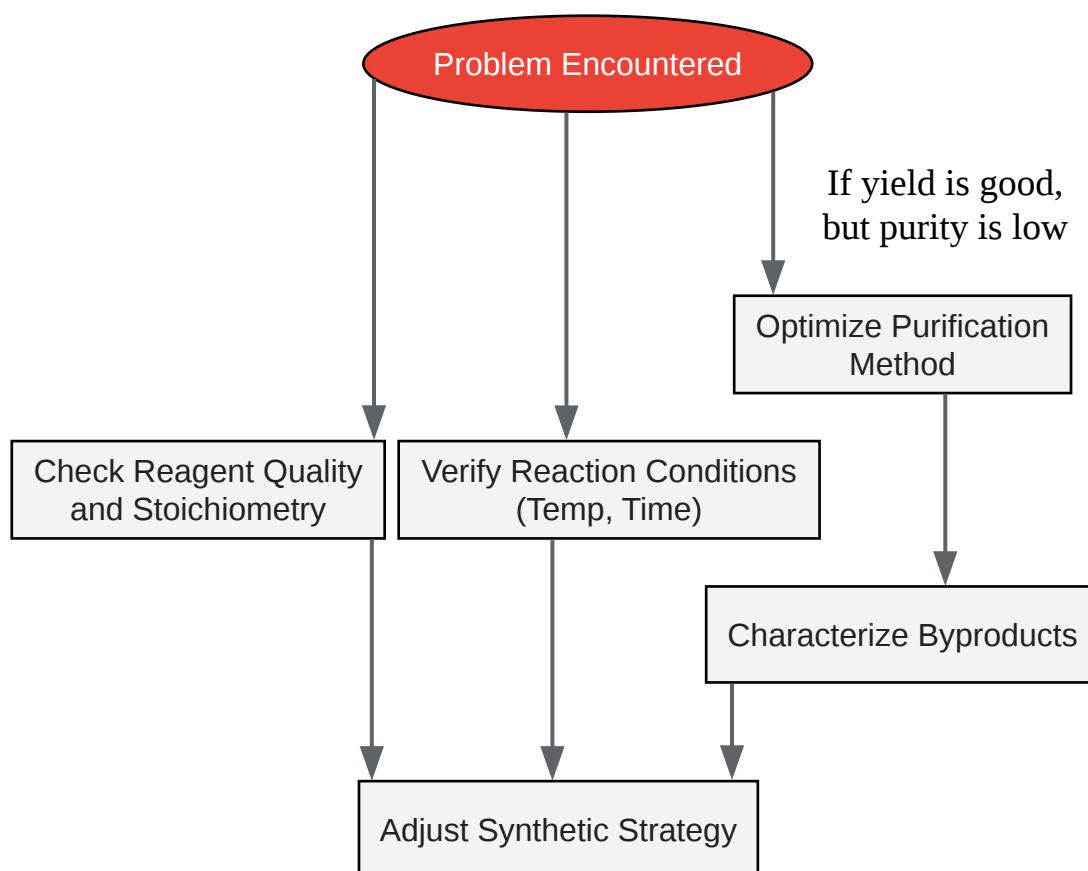 Problem Encountered
If yield is good,
but purity is low
Optimize Purification
Method
Check Reagent Quality
and Stoichiometry
Verify Reaction Conditions
(Temp, Time)
Characterize Byproducts
Adjust Synthetic Strategy